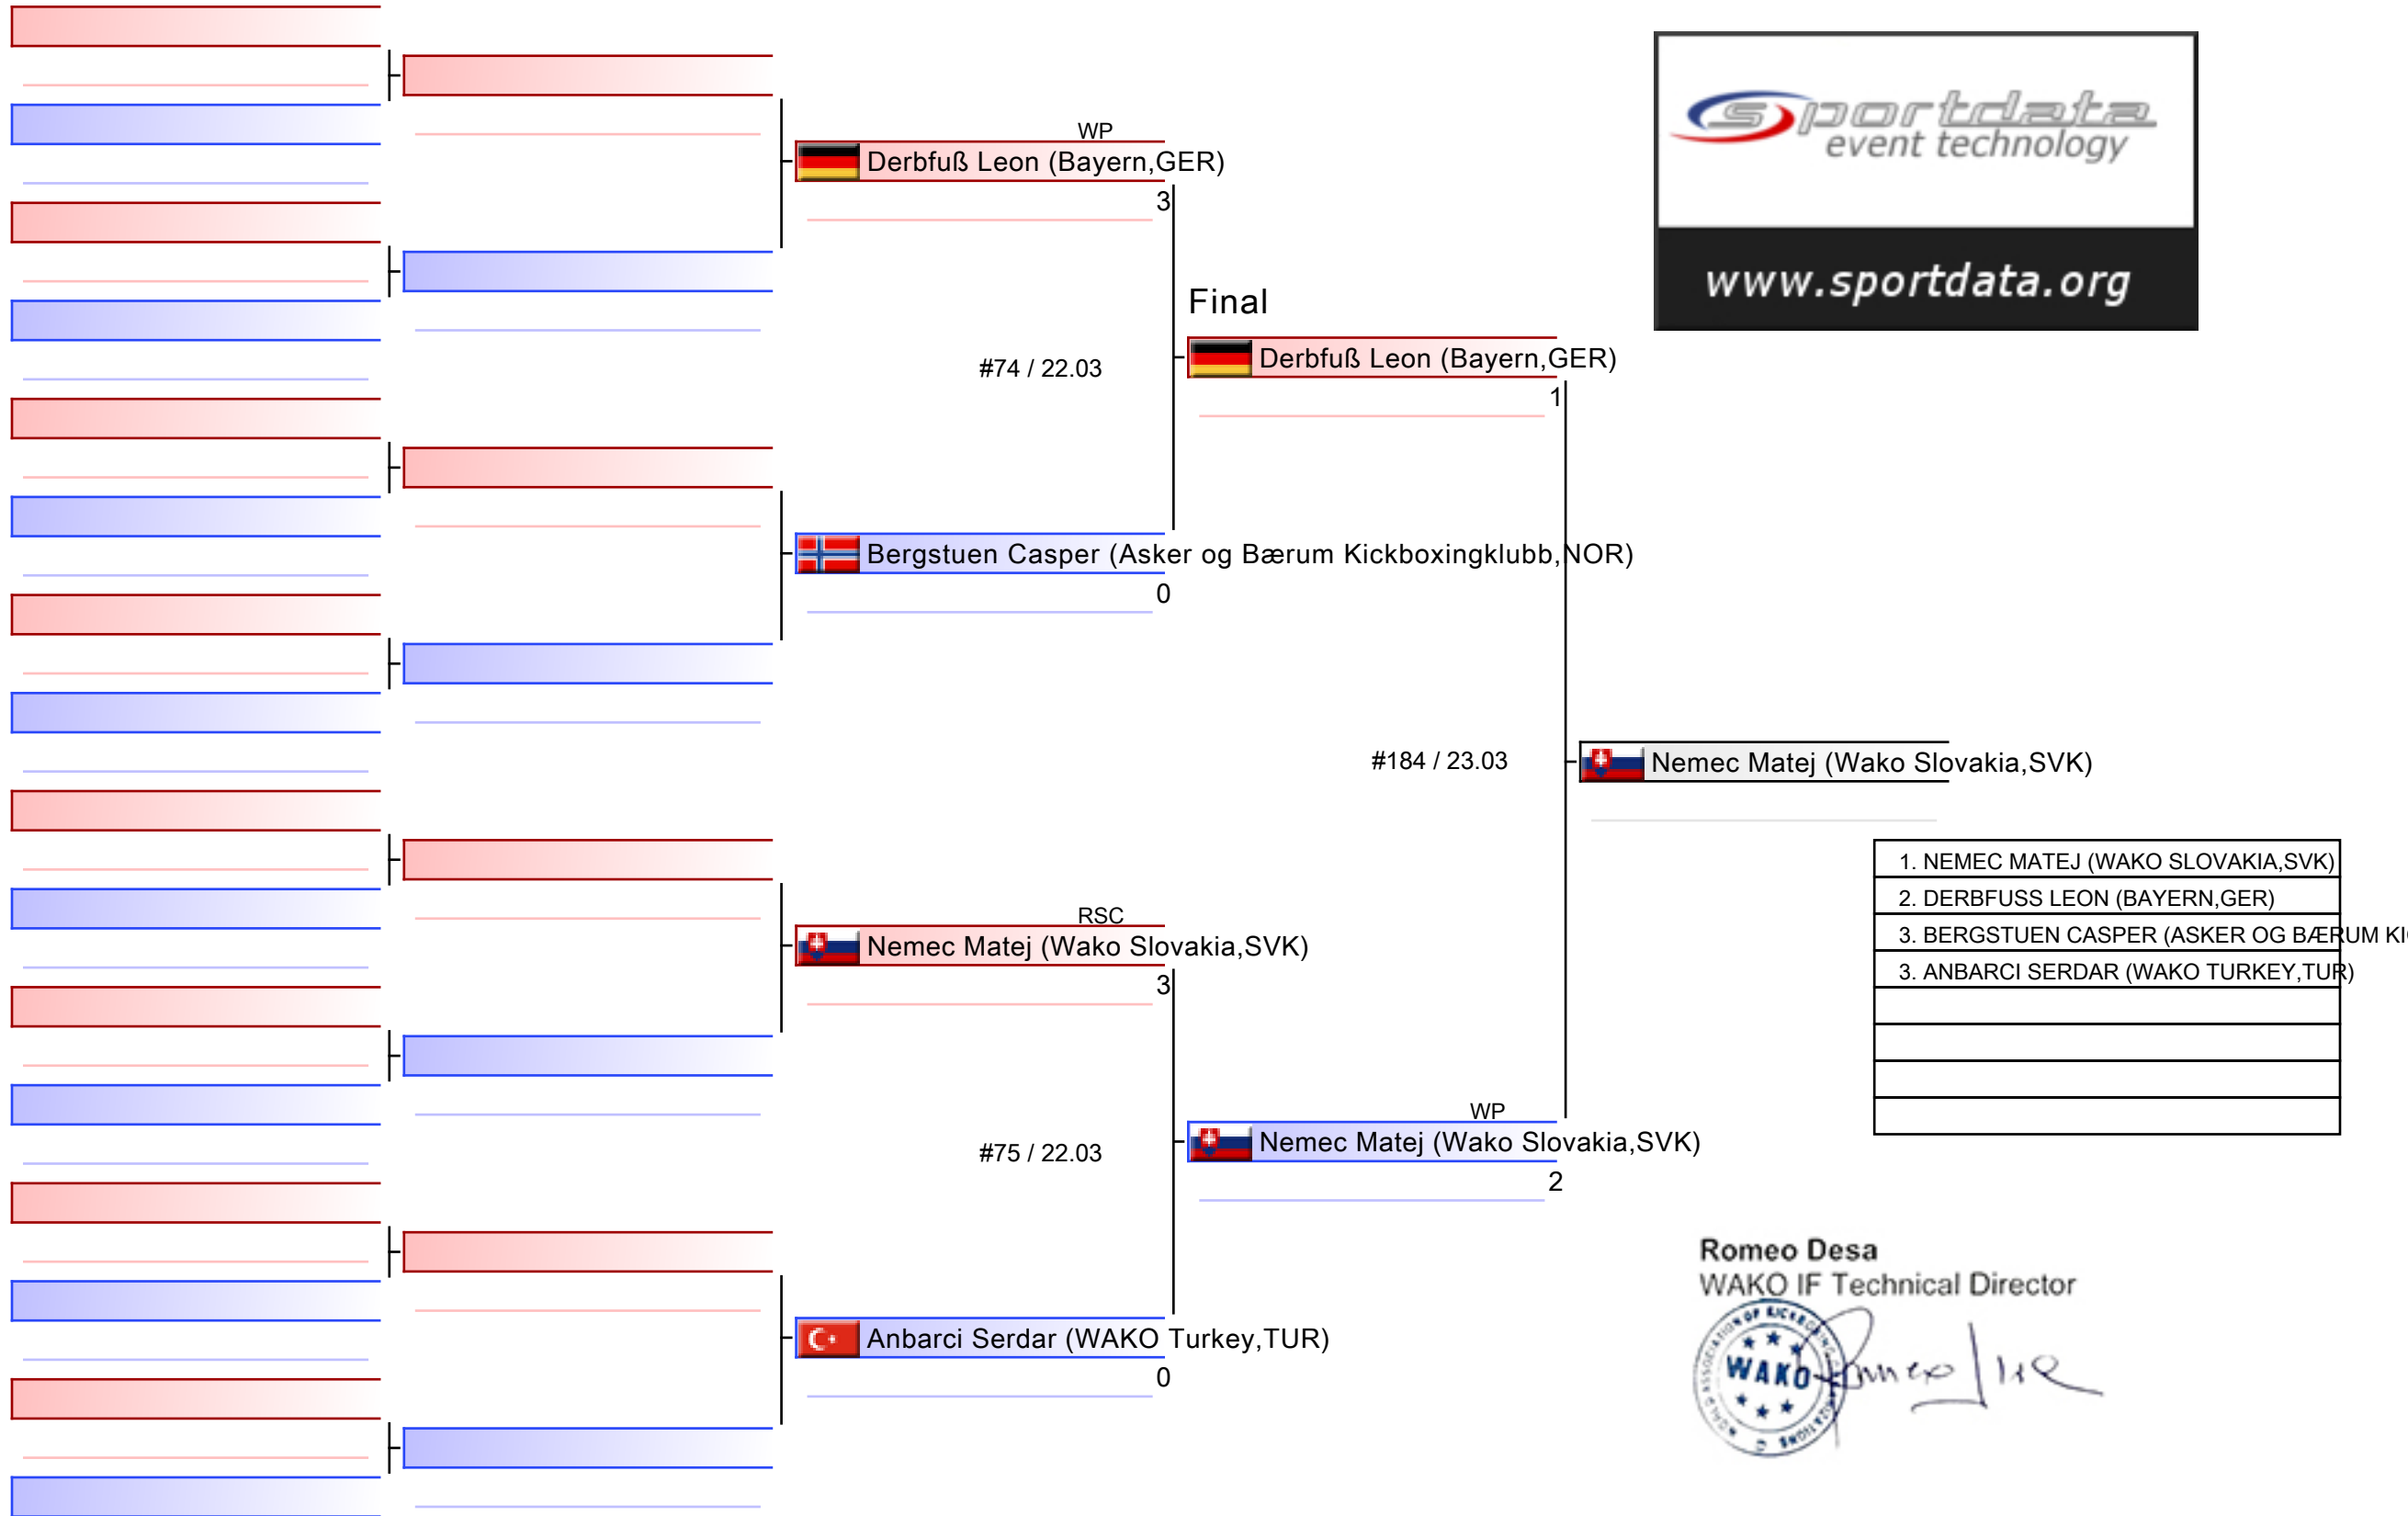 sportdata
event technology
www.sportdata.org
WP
Derbfuß Leon (Bayern,GER)
3
Final
#74 / 22.03
Derbfuß Leon (Bayern,GER)
1
Bergstuen Casper (Asker og Bærum Kickboxingklubb,NOR)
0
#184 / 23.03
Nemec Matej (Wako Slovakia,SVK)
1. NEMEC MATEJ (WAKO SLOVAKIA,SVK)
2. DERBFUSS LEON (BAYERN,GER)
3. BERGSTUEN CASPER (ASKER OG BÆRUM KI
3. ANBARCI SERDAR (WAKO TURKEY,TUR)
RSC
Nemec Matej (Wako Slovakia,SVK)
3
WP
#75 / 22.03
Nemec Matej (Wako Slovakia,SVK)
2
Anbarci Serdar (WAKO Turkey,TUR)
0
Romeo Desa
WAKO IF Technical Director
WAKO